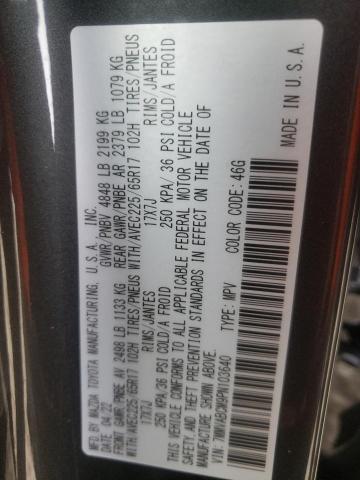 MFD. BY MAZDA TOYOTA MANUFACTURING, U.S.A., INC.
DATE: 04.22 GVWR/PNBV 4848 LB 2199 KG
FRONT GAWR/PNBE AV 2498 LB 1133 KG REAR GAWR/PNBE AR 2379 LB 1079 KG
WITH/AVEC225/65R17 102H TIRES/PNEUS WITH/AVEC225/65R17 102H TIRES/PNEUS
17X7J RIMS/JANTES 17X7J RIMS/JANTES
250 KPA/ 36 PSI COLD/A FROID 250 KPA/ 36 PSI COLD/A FROID
THIS VEHICLE CONFORMS TO ALL APPLICABLE FEDERAL MOTOR VEHICLE
SAFETY AND THEFT PREVENTION STANDARDS IN EFFECT ON THE DATE OF
MANUFACTURE SHOWN ABOVE.
VIN: 7MMVABCM9PN103640 TYPE: MPV
COLOR CODE: 46G
MADE IN U.S.A.